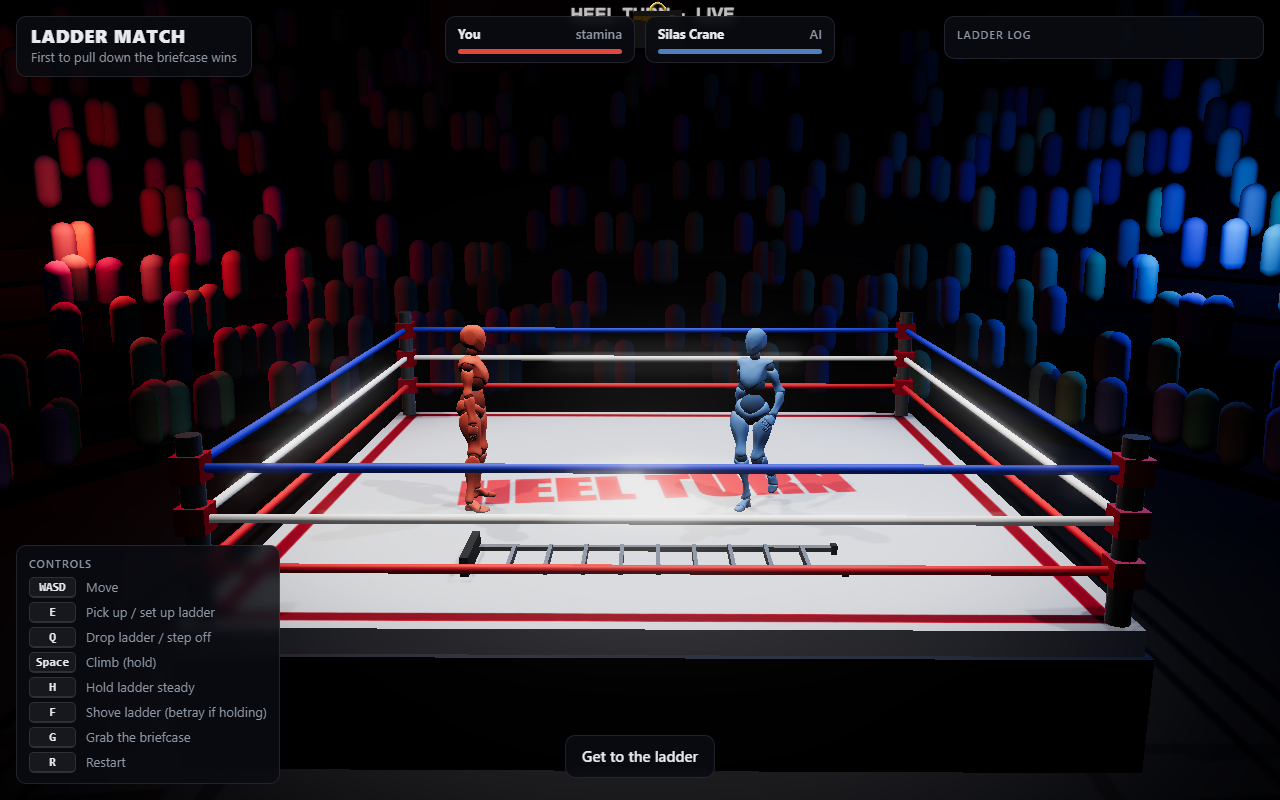 LADDER MATCH
First to pull down the briefcase wins
You stamina
Silas Crane AI
LADDER LOG
HEEL TURN
CONTROLS
WASD Move
E Pick up / set up ladder
Q Drop ladder / step off
Space Climb (hold)
H Hold ladder steady
F Shove ladder (betray if holding)
G Grab the briefcase
R Restart
Get to the ladder